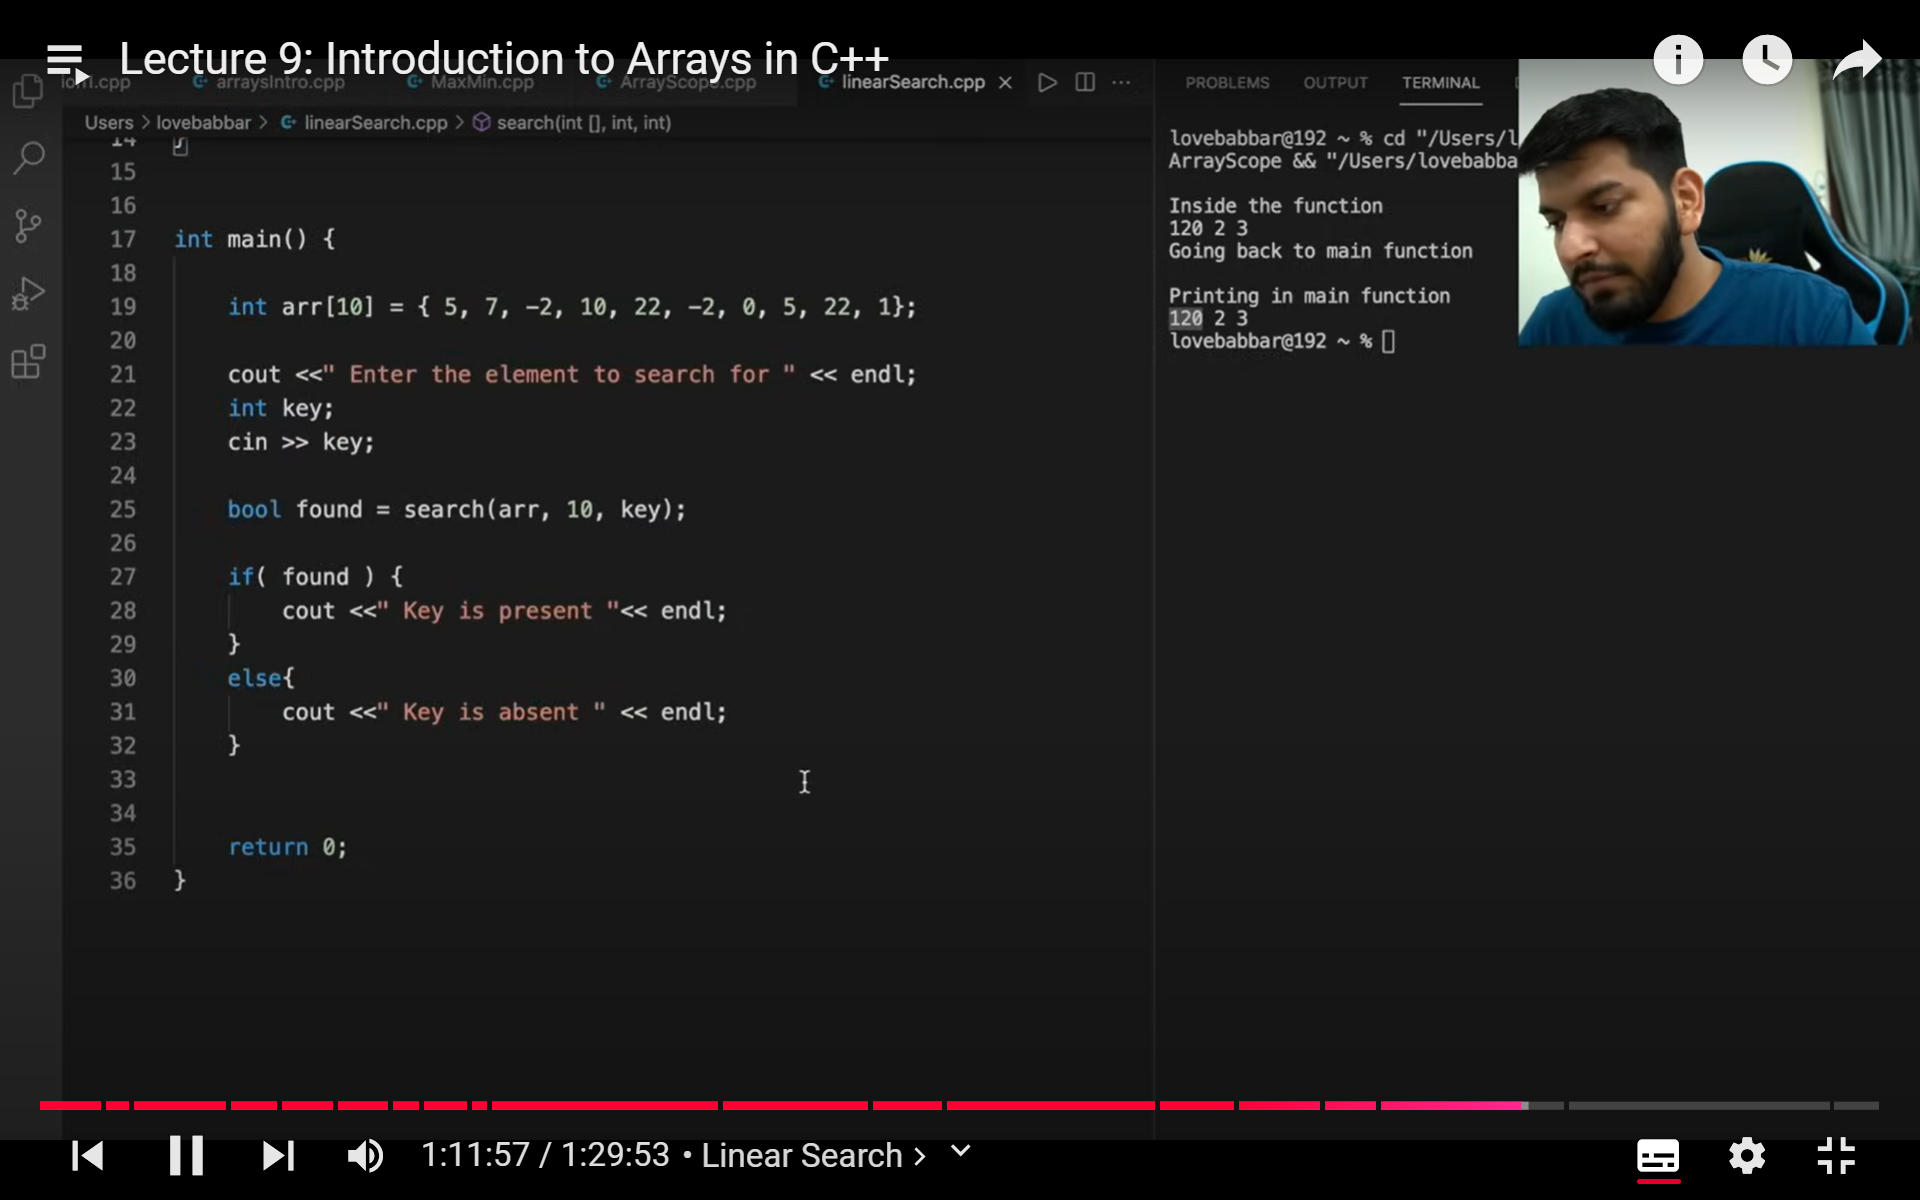 Lecture 9: Introduction to Arrays in C++
arraysIntro.cpp MaxMin.cpp ArrayScope.cpp linearSearch.cpp
Users > lovebabbar > linearSearch.cpp > search(int [], int, int)
14 }
15
16
17 int main() {
18
19 int arr[10] = { 5, 7, -2, 10, 22, -2, 0, 5, 22, 1};
20
21 cout <<" Enter the element to search for " << endl;
22 int key;
23 cin >> key;
24
25 bool found = search(arr, 10, key);
26
27 if( found ) {
28 cout <<" Key is present "<< endl;
29 }
30 else{
31 cout <<" Key is absent " << endl;
32 }
33
34
35 return 0;
36 }
PROBLEMS OUTPUT TERMINAL
lovebabbar@192 ~ % cd "/Users/l
ArrayScope && "/Users/lovebabba
Inside the function
120 2 3
Going back to main function
Printing in main function
120 2 3
lovebabbar@192 ~ %
1:11:57 / 1:29:53 • Linear Search >